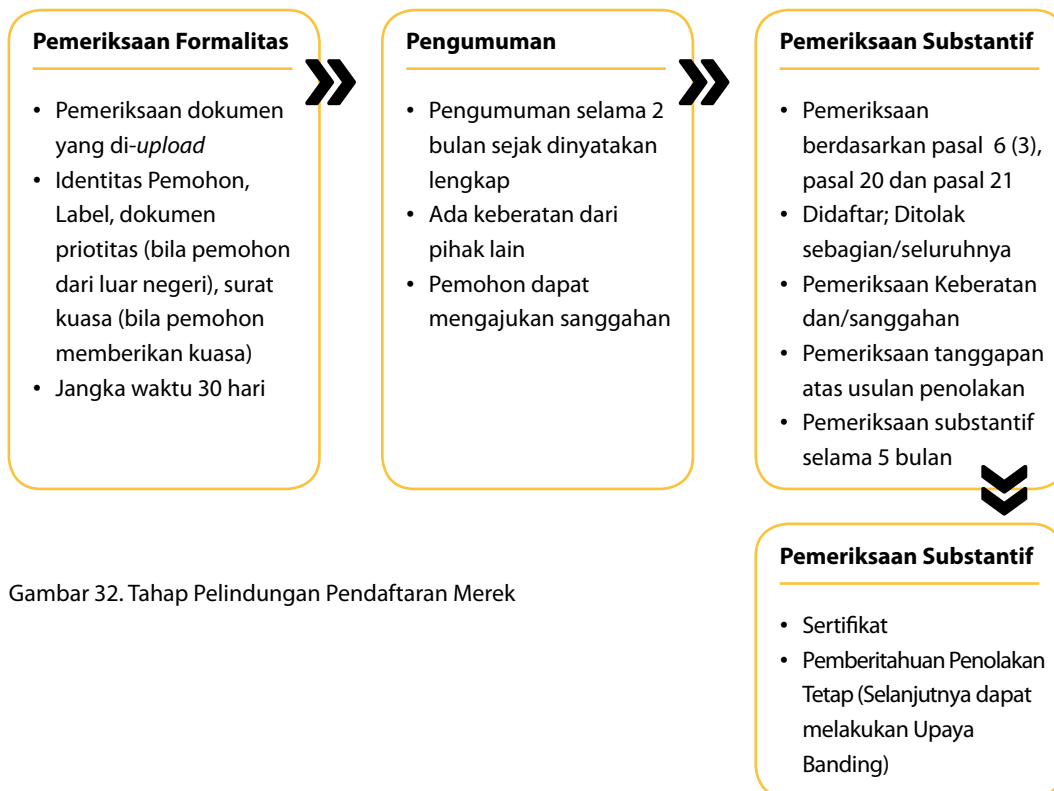 Pemeriksaan Formalitas
• Pemeriksaan dokumen
yang di-upload
• Identitas Pemohon,
Label, dokumen
priotitas (bila pemohon
dari luar negeri), surat
kuasa (bila pemohon
memberikan kuasa)
• Jangka waktu 30 hari
Pengumuman
• Pengumuman selama 2
bulan sejak dinyatakan
lengkap
• Ada keberatan dari
pihak lain
• Pemohon dapat
mengajukan sanggahan
Pemeriksaan Substantif
• Pemeriksaan
berdasarkan pasal 6 (3),
pasal 20 dan pasal 21
• Didaftar; Ditolak
sebagian/seluruhnya
• Pemeriksaan Keberatan
dan/sanggahan
• Pemeriksaan tanggapan
atas usulan penolakan
• Pemeriksaan substantif
selama 5 bulan
Pemeriksaan Substantif
• Sertifikat
• Pemberitahuan Penolakan
Tetap (Selanjutnya dapat
melakukan Upaya
Banding)
Gambar 32. Tahap Pelindungan Pendaftaran Merek